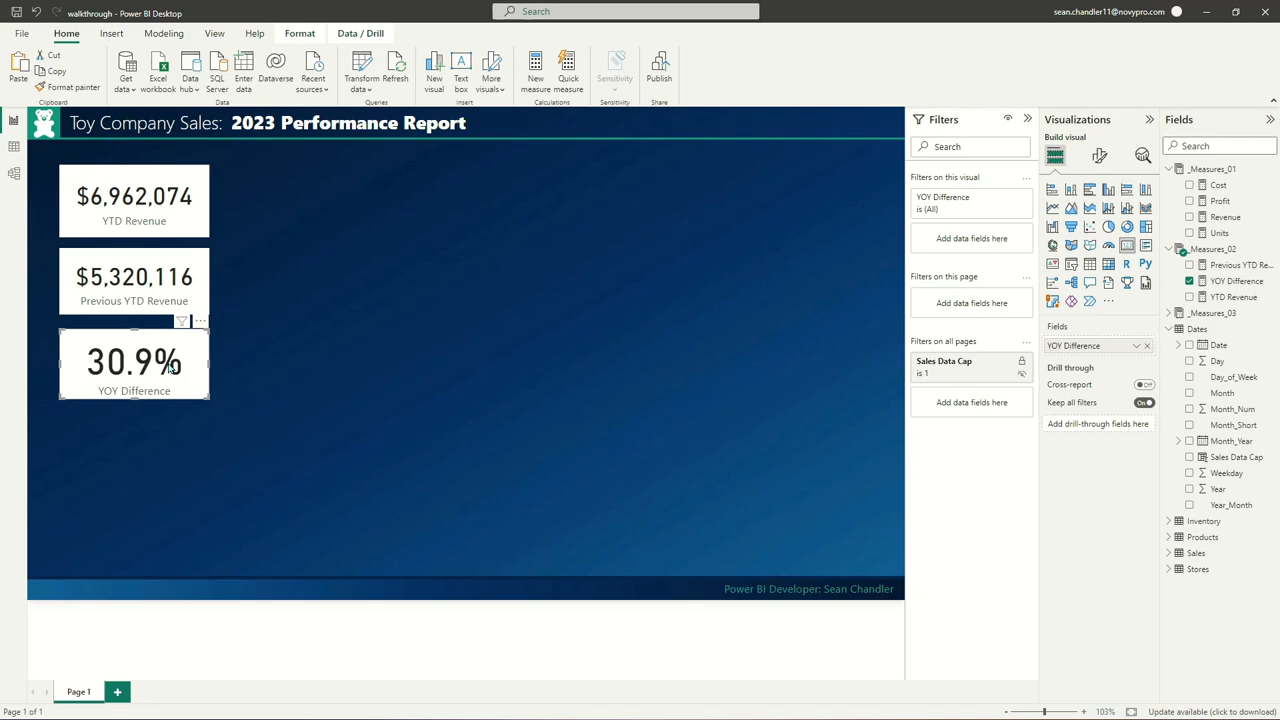 walkthrough - Power BI Desktop
Search
sean.chandler11@novypro.com
File
Home
Insert
Modeling
View
Help
Format
Data / Drill
Paste
Cut
Copy
Format painter
Clipboard
Get data
Excel workbook
Data hub
SQL Server
Enter data
Dataverse
Recent sources
Data
Transform data
Refresh
Queries
New visual
Text box
More visuals
Insert
New measure
Quick measure
Calculations
Sensitivity
Sensitivity
Publish
Share
Toy Company Sales: 2023 Performance Report
$6,962,074
YTD Revenue
$5,320,116
Previous YTD Revenue
30.9%
YOY Difference
Power BI Developer: Sean Chandler
Filters
Search
Filters on this visual
YOY Difference
is (All)
Add data fields here
Filters on this page
Add data fields here
Filters on all pages
Sales Data Cap
is 1
Add data fields here
Visualizations
Build visual
R
Py
Fields
YOY Difference
Drill through
Cross-report
Off
Keep all filters
On
Add drill-through fields here
Fields
Search
_Measures_01
Cost
Profit
Revenue
Units
_Measures_02
Previous YTD Re...
YOY Difference
YTD Revenue
_Measures_03
Dates
Date
Day
Day_of_Week
Month
Month_Num
Month_Short
Month_Year
Sales Data Cap
Weekday
Year
Year_Month
Inventory
Products
Sales
Stores
Page 1
Page 1 of 1
103%
Update available (click to download)